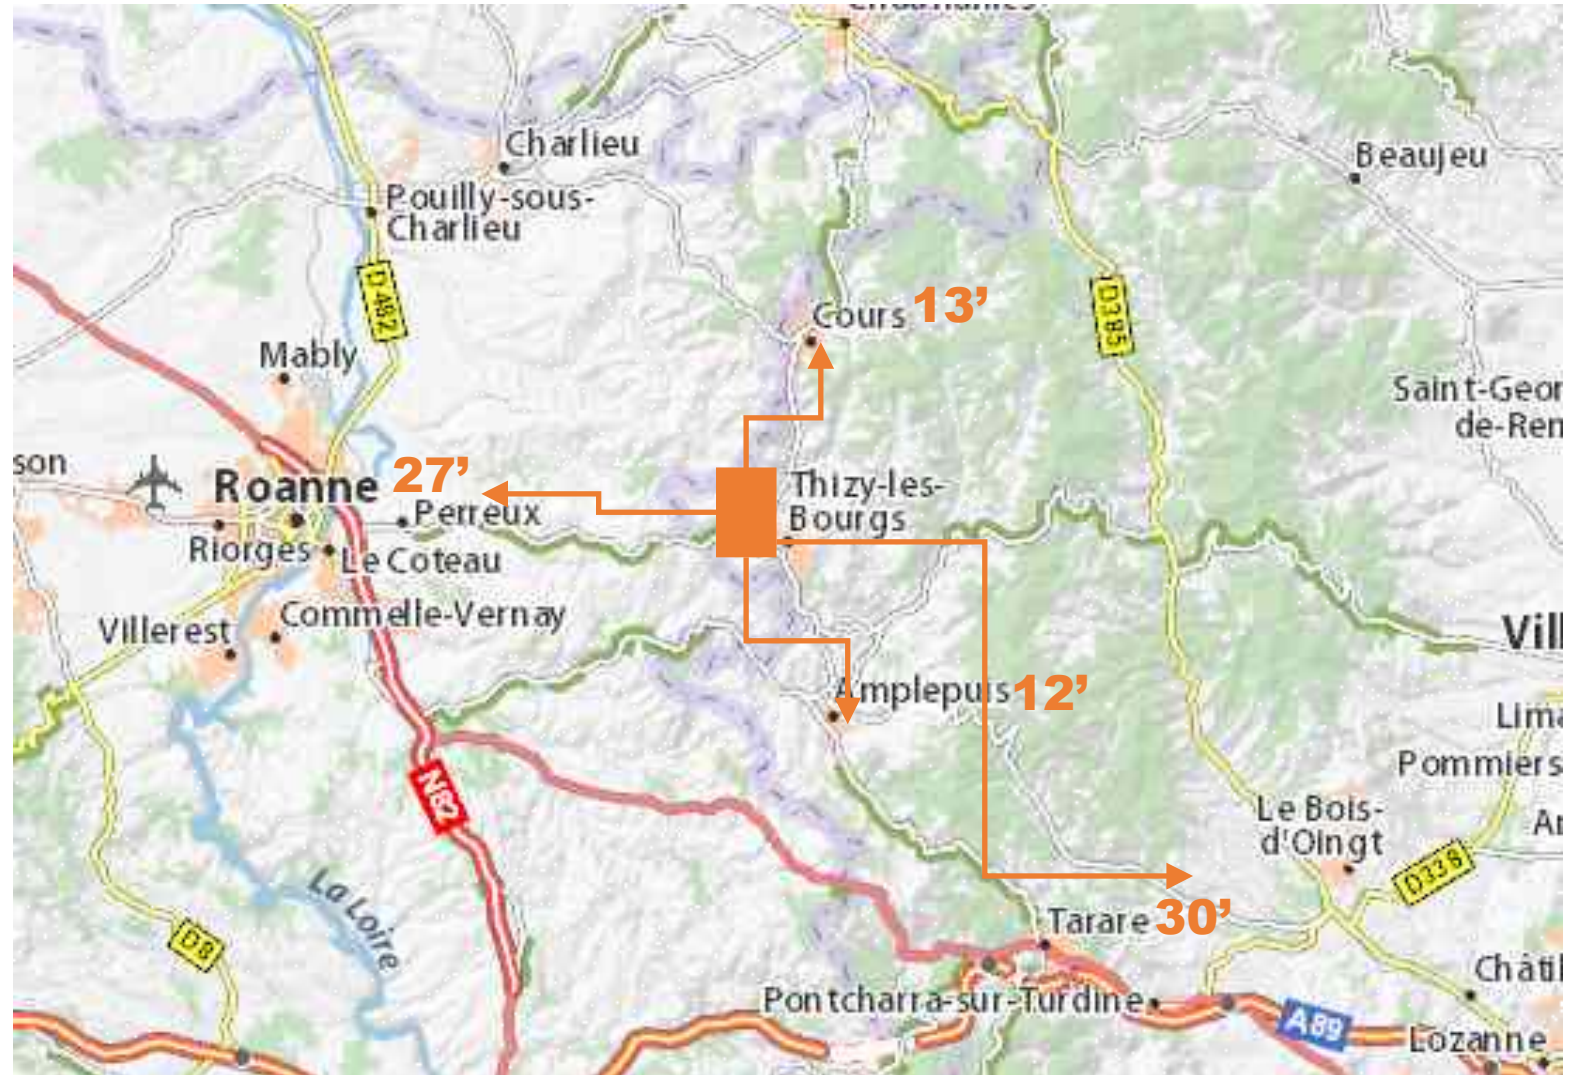 Charlieu
Beaujeu
Pouilly-sous-
Charlieu
D 482
D385
Cours 13’
Mably
Saint-Geor
de-Ren
son
Roanne 27’
Thizy-les-
Bourgs
Perreux
Riorges
Le Coteau
Commelle-Vernay
Villerest
Vill
Amplepuis 12’
Lima
Pommiers
N82
Le Bois-
d'Oingt
Ar
D338
La Loire
Tarare 30’
D8
Châtil
Pontcharra-sur-Turdine
A89
Lozanne